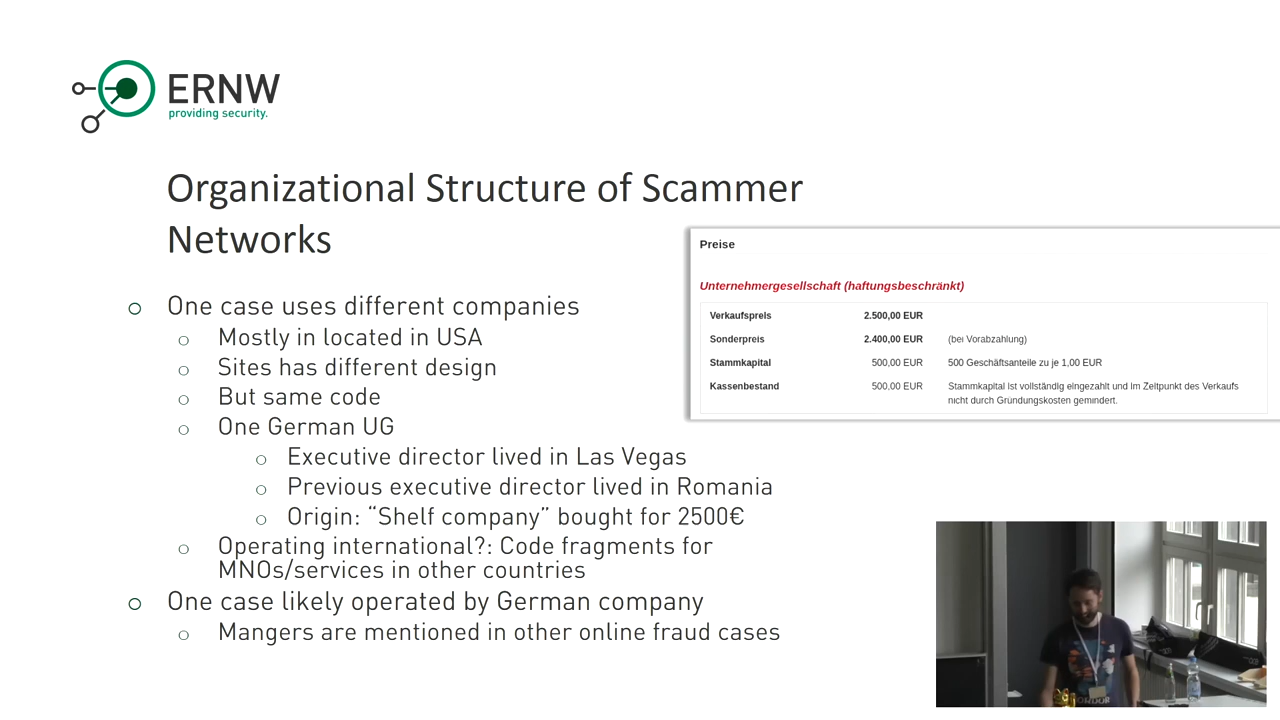 ERNW
providing security.
Organizational Structure of Scammer
Networks
One case uses different companies
Mostly in located in USA
Sites has different design
But same code
One German UG
Executive director lived in Las Vegas
Previous executive director lived in Romania
Origin: “Shelf company” bought for 2500€
Operating international?: Code fragments for
MNOs/services in other countries
One case likely operated by German company
Mangers are mentioned in other online fraud cases
Preise
Unternehmergesellschaft (haftungsbeschränkt)
Verkaufspreis 2.500,00 EUR
Sonderpreis 2.400,00 EUR (bei Vorabzahlung)
Stammkapital 500,00 EUR 500 Geschäftsanteile zu je 1,00 EUR
Kassenbestand 500,00 EUR Stammkapital ist vollständig eingezahlt und im Zeitpunkt des Verkaufs
nicht durch Gründungskosten gemindert.